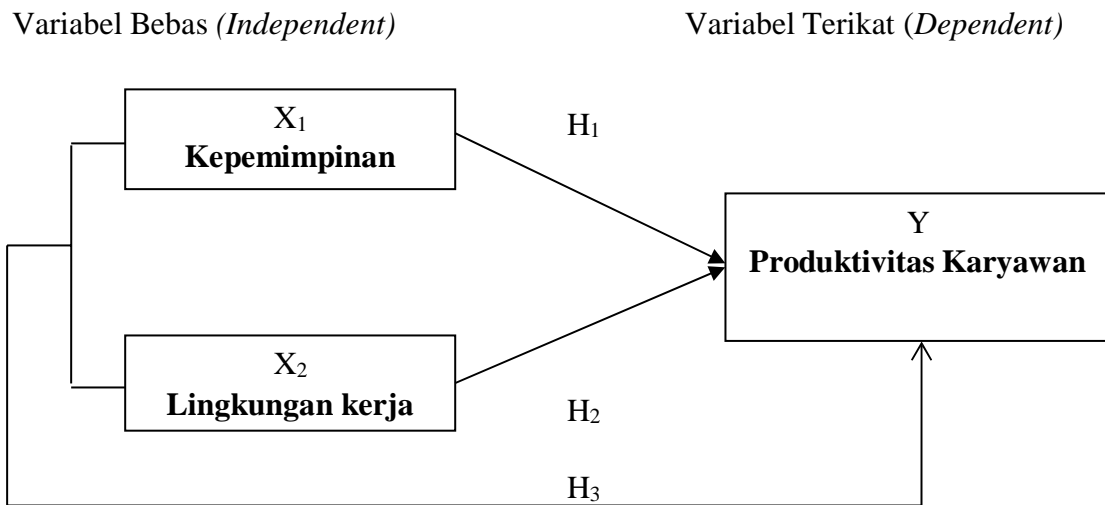 Variabel Bebas (Independent)
Variabel Terikat (Dependent)
X₁
Kepemimpinan
H₁
Y
Produktivitas Karyawan
X₂
Lingkungan kerja
H₂
H₃